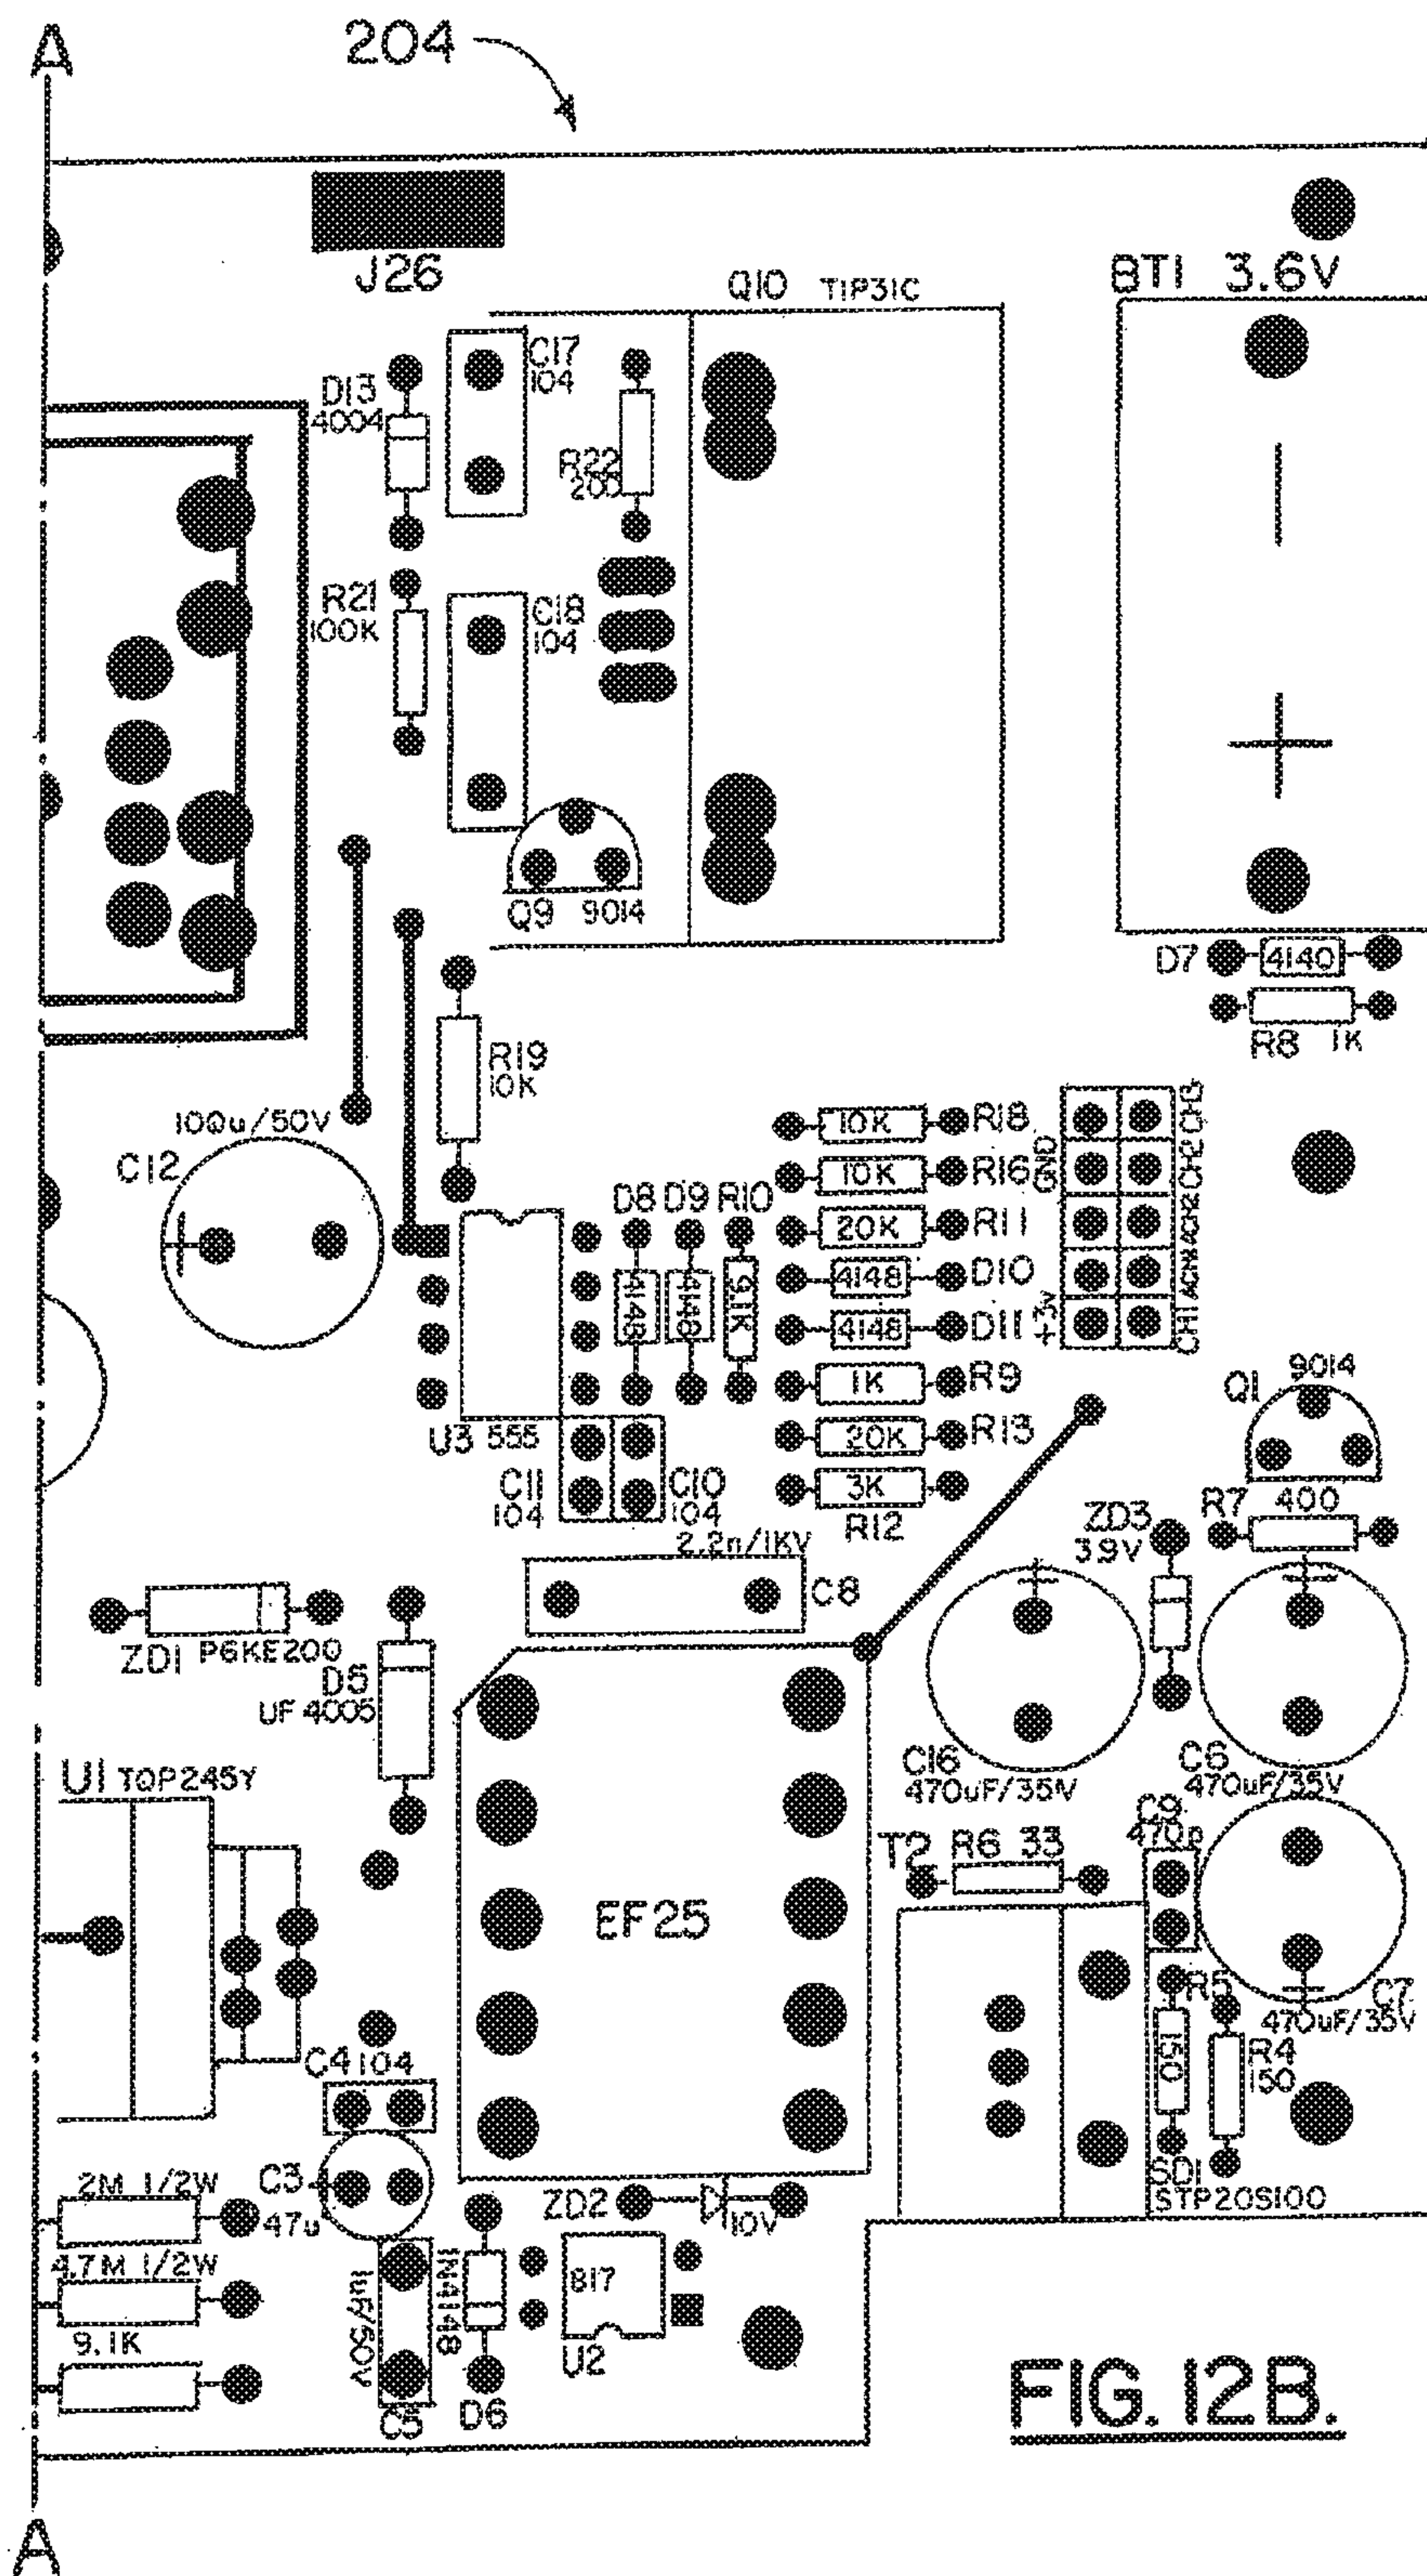 A
204
J26
Q10 TIP31C
BT1 3.6V
C17
104
D13
4004
R22
200
R21
100K
C18
104
Q9 9014
D7 4140
R8 1K
R19
10K
100u/50V
C12
10K R18
10K R16
20K R11
4148 D10
4148 D11
1K R9
20K R13
3K
R12
GND
+3V
CH3
CH2
ACH2
CH1
D8 D9 R10
4148
4148
9.1K
U3 555
C11
104
C10
104
2.2n/1KV
C8
Q1 9014
R7 400
ZD3
3.9V
ZD1 P6KE200
D5
UF 4005
C16
470uF/35V
C6
470uF/35V
U1 TOP245Y
C9
470p
T2 R6 33
EF25
R5
150
C7
470uF/35V
R4
150
C4 104
C3
47u
2M 1/2W
4.7M 1/2W
9.1K
SD1
STP20S100
ZD2
10V
1uF/50V
C5
1N4148
D6
817
U2
FIG. 12B.
A